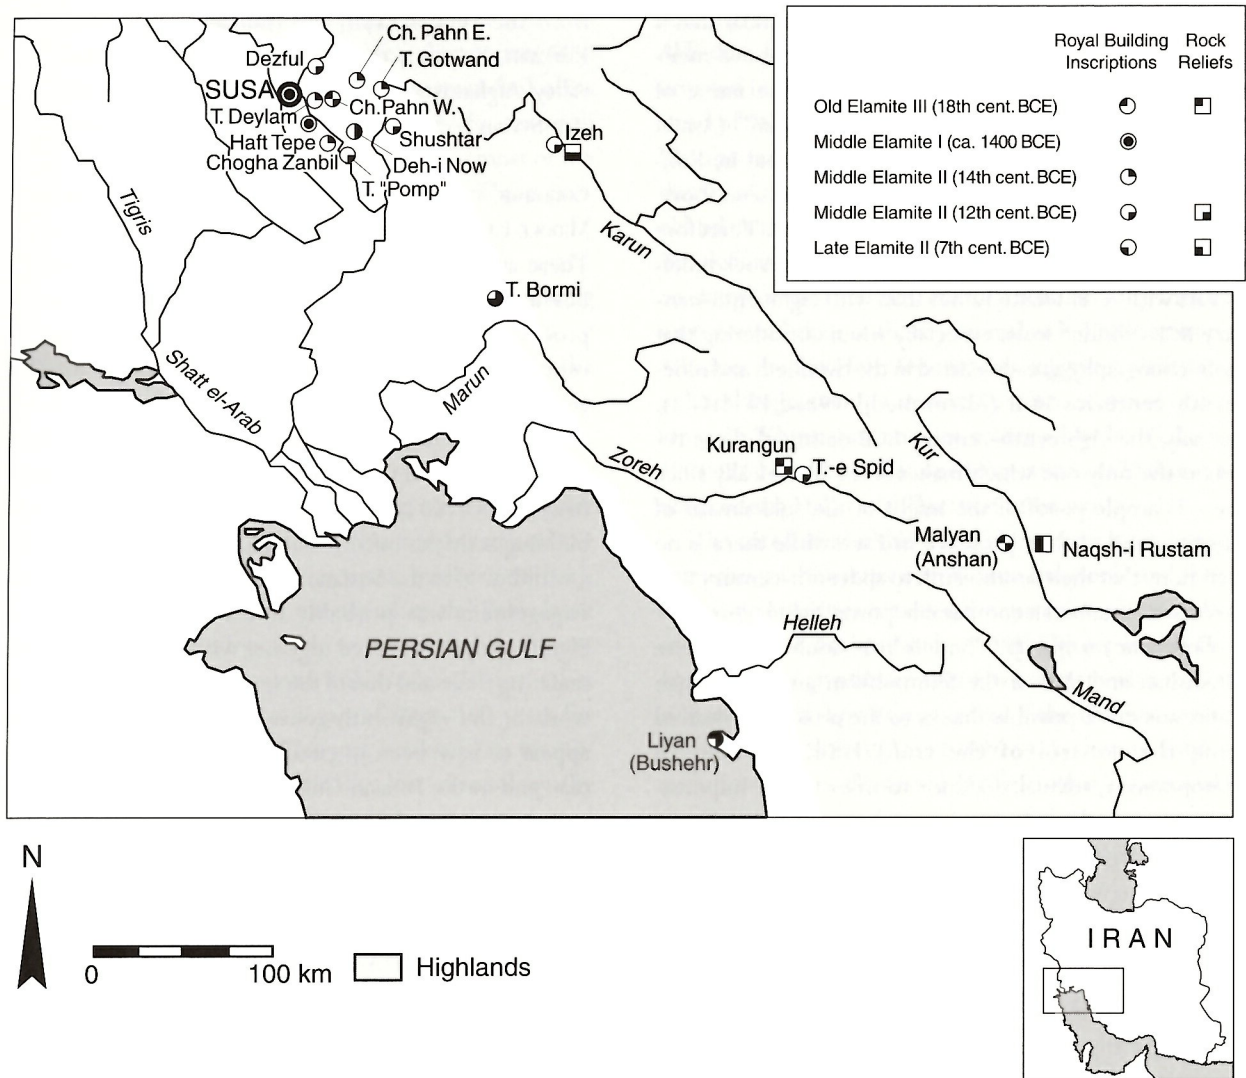 Royal Building Rock
Inscriptions Reliefs
Old Elamite III (18th cent. BCE)
Middle Elamite I (ca. 1400 BCE)
Middle Elamite II (14th cent. BCE)
Middle Elamite II (12th cent. BCE)
Late Elamite II (7th cent. BCE)
Ch. Pahn E.
Dezful
T. Gotwand
SUSA
Ch. Pahn W.
T. Deylam
Izeh
Haft Tepe
Shushtar
Chogha Zanbil
Deh-i Now
T. "Pomp"
Tigris
Karun
T. Bormi
Shatt el-Arab
Marun
Kurangun
Kur
Zoreh
T.-e Spid
Malyan
(Anshan)
Naqsh-i Rustam
Helleh
PERSIAN GULF
Mand
Liyan
(Bushehr)
N
0 100 km
Highlands
IRAN